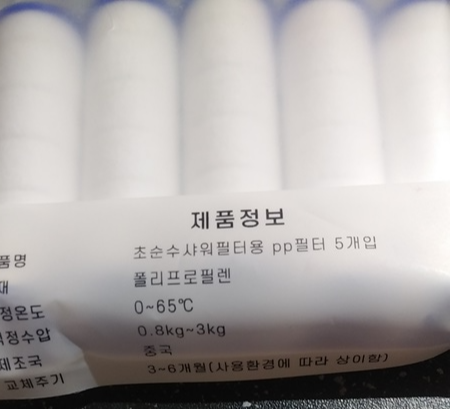 제품정보
품명 초순수샤워필터용 pp필터 5개입
재 폴리프로필렌
정온도 0~65℃
정수압 0.8kg~3kg
제조국 중국
교체주기 3~6개월(사용환경에 따라 상이함)